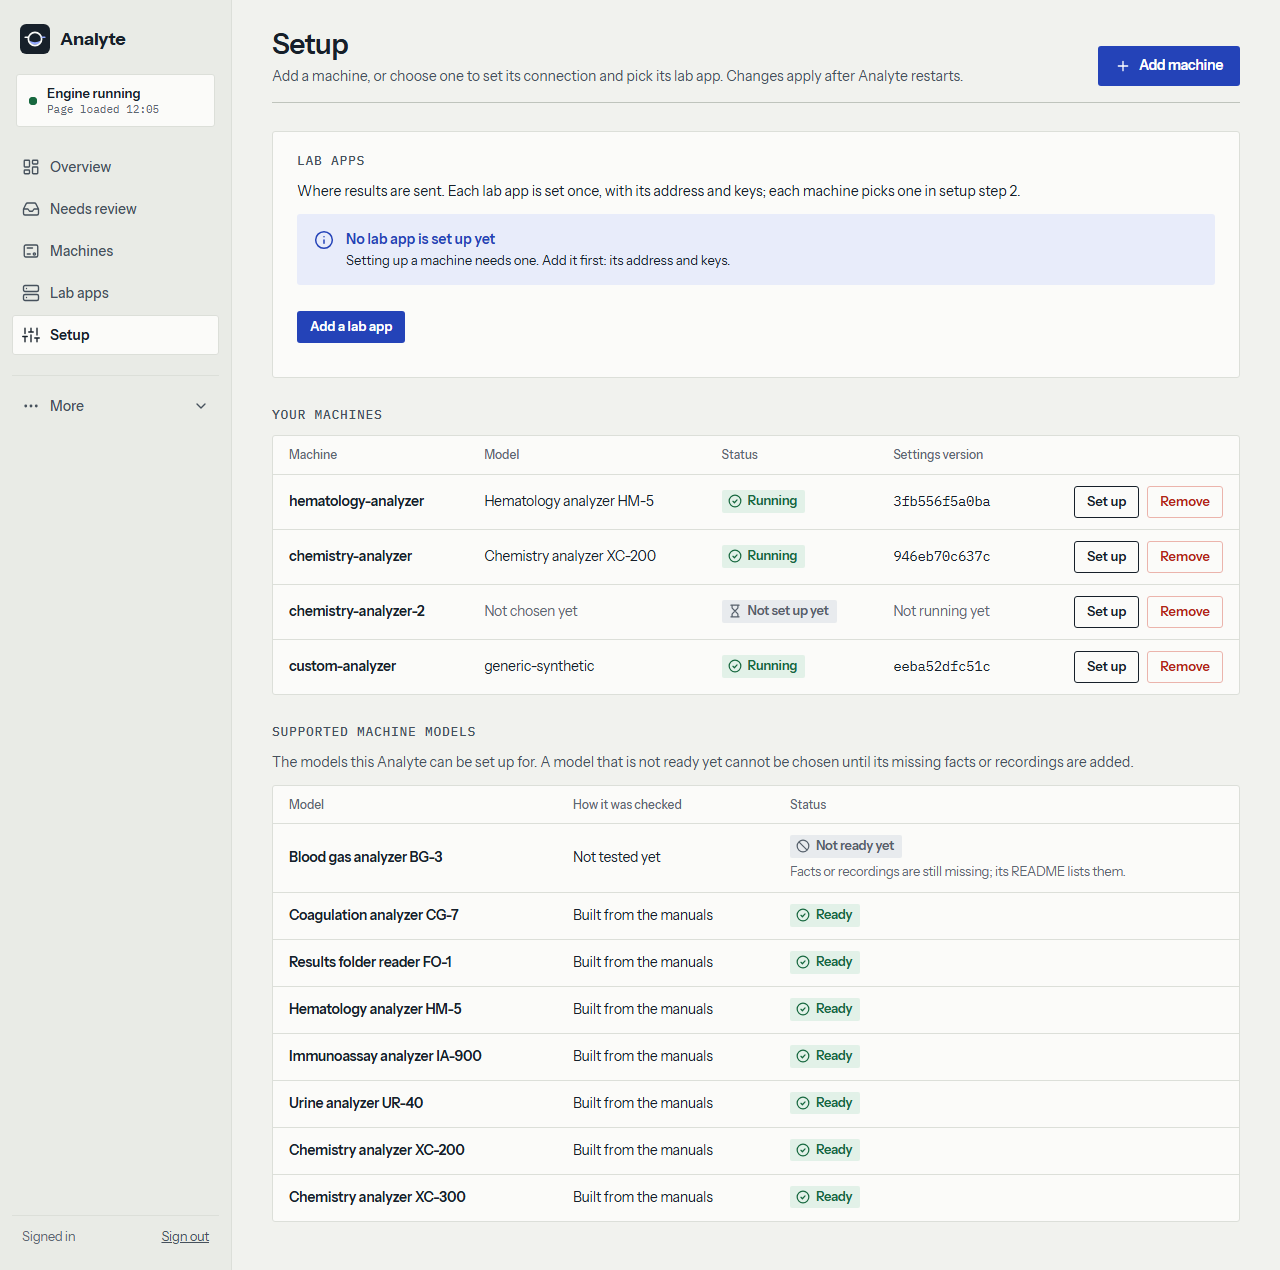 Analyte
Engine running
Page loaded 12:05
Overview
Needs review
Machines
Lab apps
Setup
More
Signed in
Sign out
Setup
Add a machine, or choose one to set its connection and pick its lab app. Changes apply after Analyte restarts.
Add machine
LAB APPS
Where results are sent. Each lab app is set once, with its address and keys; each machine picks one in setup step 2.
No lab app is set up yet
Setting up a machine needs one. Add it first: its address and keys.
Add a lab app
YOUR MACHINES
Machine Model Status Settings version
hematology-analyzer Hematology analyzer HM-5 Running 3fb556f5a0ba Set up Remove
chemistry-analyzer Chemistry analyzer XC-200 Running 946eb70c637c Set up Remove
chemistry-analyzer-2 Not chosen yet Not set up yet Not running yet Set up Remove
custom-analyzer generic-synthetic Running eeba52dfc51c Set up Remove
SUPPORTED MACHINE MODELS
The models this Analyte can be set up for. A model that is not ready yet cannot be chosen until its missing facts or recordings are added.
Model How it was checked Status
Blood gas analyzer BG-3 Not tested yet Not ready yet
Facts or recordings are still missing; its README lists them.
Coagulation analyzer CG-7 Built from the manuals Ready
Results folder reader FO-1 Built from the manuals Ready
Hematology analyzer HM-5 Built from the manuals Ready
Immunoassay analyzer IA-900 Built from the manuals Ready
Urine analyzer UR-40 Built from the manuals Ready
Chemistry analyzer XC-200 Built from the manuals Ready
Chemistry analyzer XC-300 Built from the manuals Ready